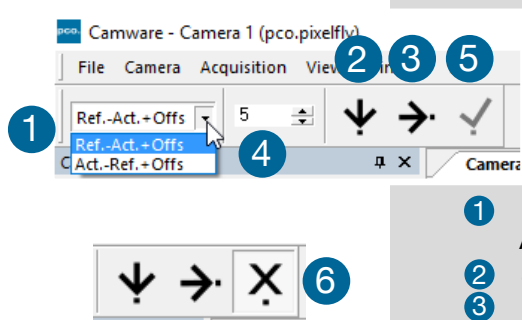 pco. Camware - Camera 1 (pco.pixelfly)
File Camera Acquisition
2 3 5
1 Ref.-Act.+Offs 5
Ref.-Act.+Offs
Act.-Ref.+Offs
4
Camera
1
6
2
3